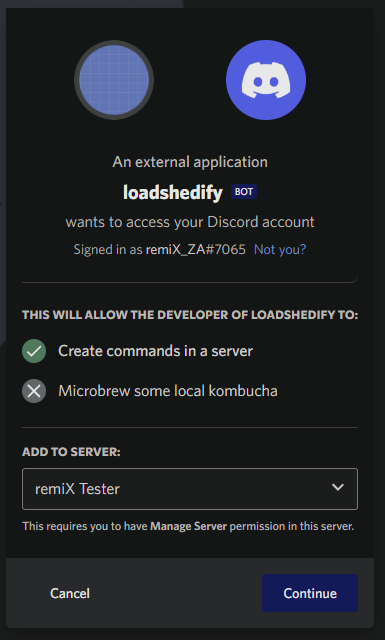 An external application
loadshedify BOT
wants to access your Discord account
Signed in as remiX_ZA#7065 Not you?
THIS WILL ALLOW THE DEVELOPER OF LOADSHEDIFY TO:
Create commands in a server
Microbrew some local kombucha
ADD TO SERVER:
remiX Tester
This requires you to have Manage Server permission in this server.
Cancel Continue